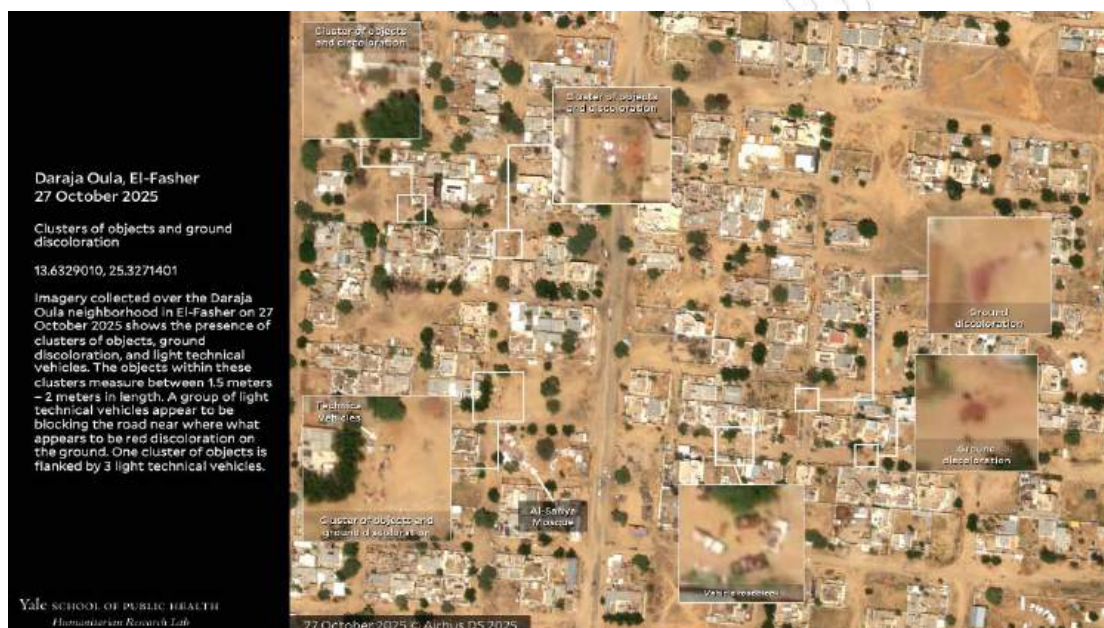 Daraja Oula, El-Fasher
27 October 2025
Clusters of objects and ground
discoloration
13.6329010, 25.3271401
Imagery collected over the Daraja
Oula neighborhood in El-Fasher on 27
October 2025 shows the presence of
clusters of objects, ground
discoloration, and light technical
vehicles. The objects within these
clusters measure between 1.5 meters
– 2 meters in length. A group of light
technical vehicles appear to be
blocking the road near where what
appears to be red discoloration on
the ground. One cluster of objects is
flanked by 3 light technical vehicles.
Yale SCHOOL OF PUBLIC HEALTH
Humanitarian Research Lab
Cluster of objects
and discoloration
Cluster of objects
and discoloration
Ground
discoloration
Ground
discoloration
Technical
Vehicles
Cluster of objects and
ground discoloration
Mosque
Vehicle
27 October 2025 © Airbus DS 2025